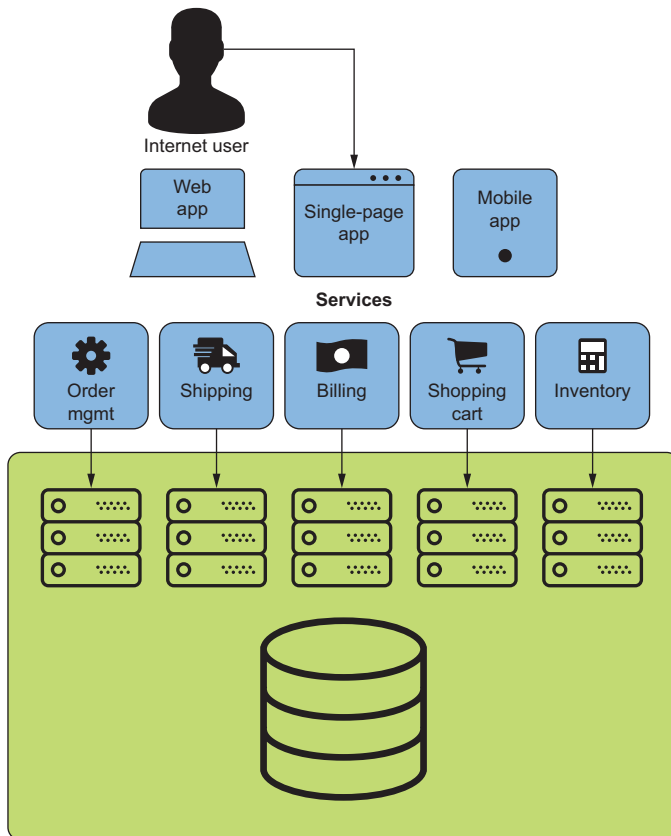 Internet user
Web
app
Single-page
app
Mobile
app
Services
Order
mgmt
Shipping
Billing
Shopping
cart
Inventory